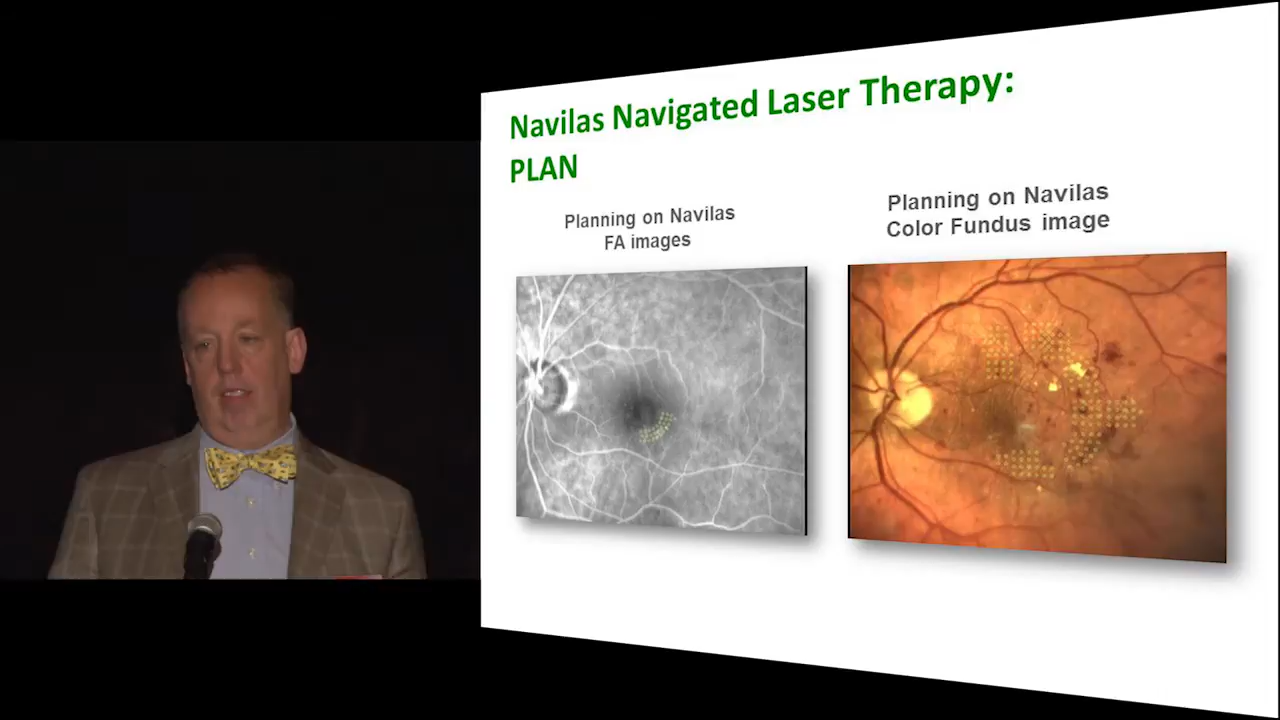 Navilas Navigated Laser Therapy:
PLAN
Planning on Navilas
FA images
Planning on Navilas
Color Fundus image